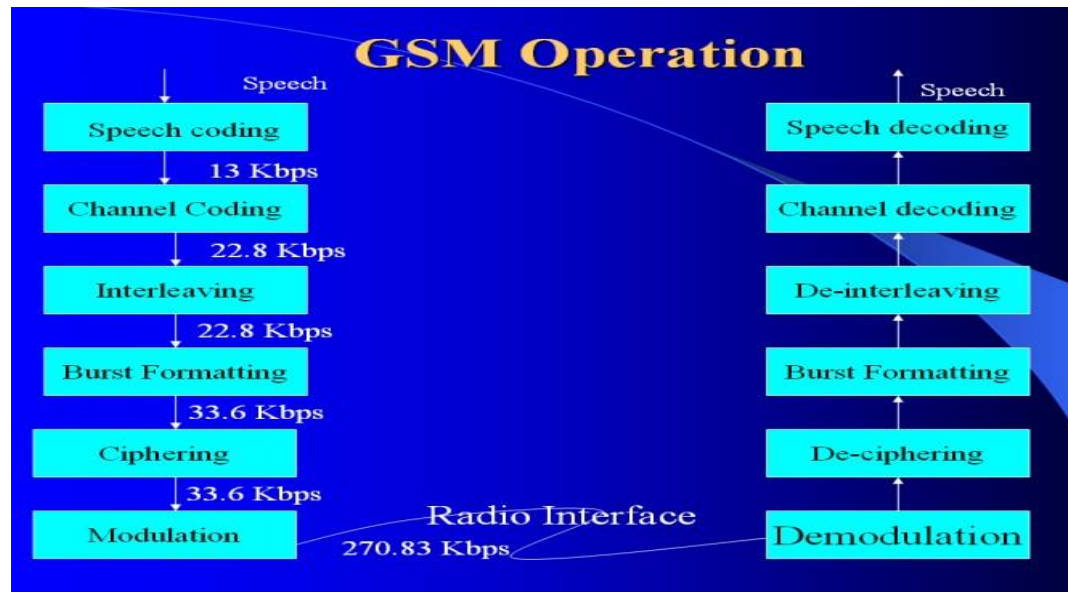 GSM Operation
Speech
Speech coding
13 Kbps
Channel Coding
22.8 Kbps
Interleaving
22.8 Kbps
Burst Formatting
33.6 Kbps
Ciphering
33.6 Kbps
Modulation
Radio Interface
270.83 Kbps
Speech
Speech decoding
Channel decoding
De-interleaving
Burst Formatting
De-ciphering
Demodulation